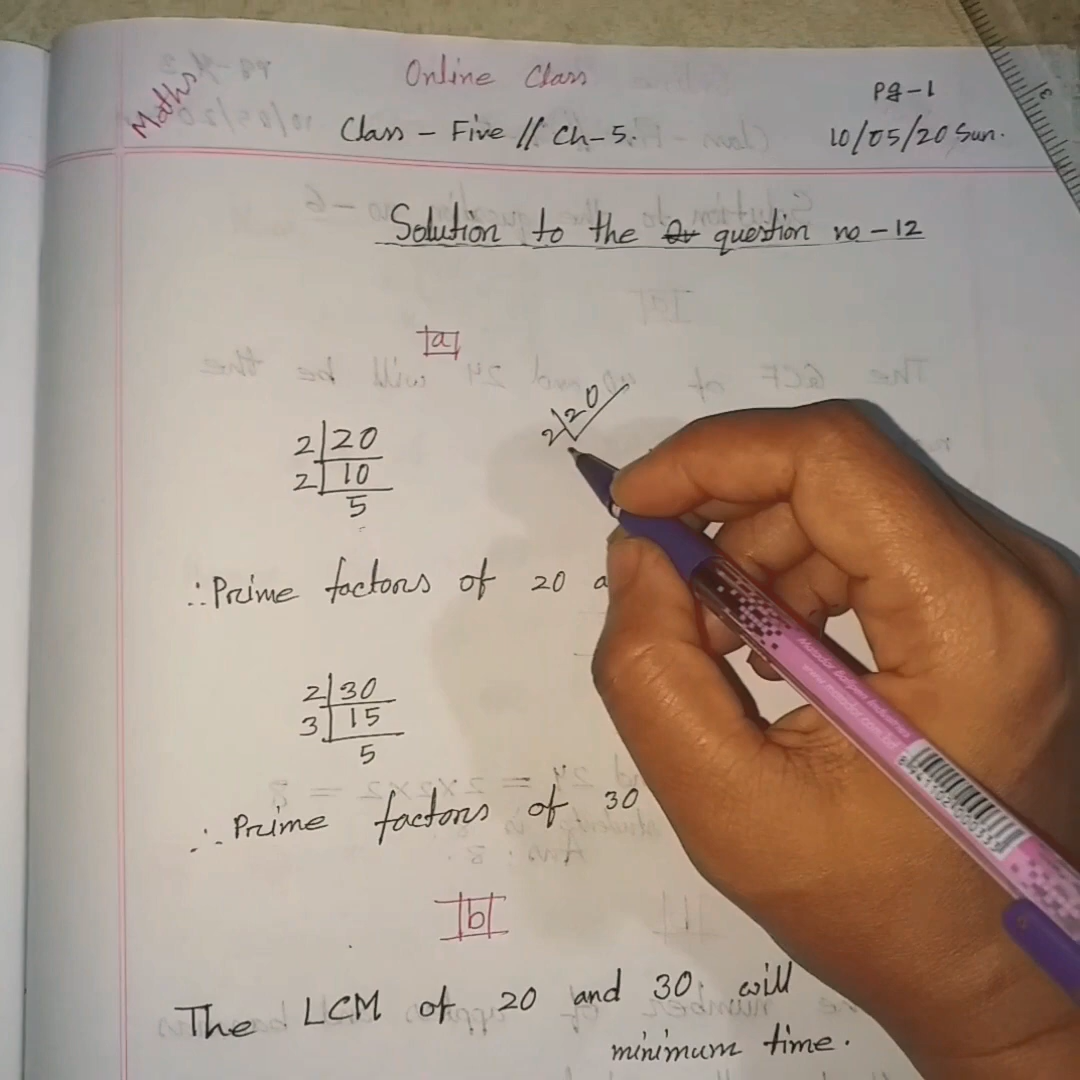 Maths
Online Class
Pg-1
Class - Five // Ch-5.
10/05/20 Sun.
Solution to the question no - 12
a
2 20
2 10
5
2 20
∴ Prime factors of 20 a
2 30
3 15
5
∴ Prime factors of 30
b
The LCM of 20 and 30 will
minimum time.